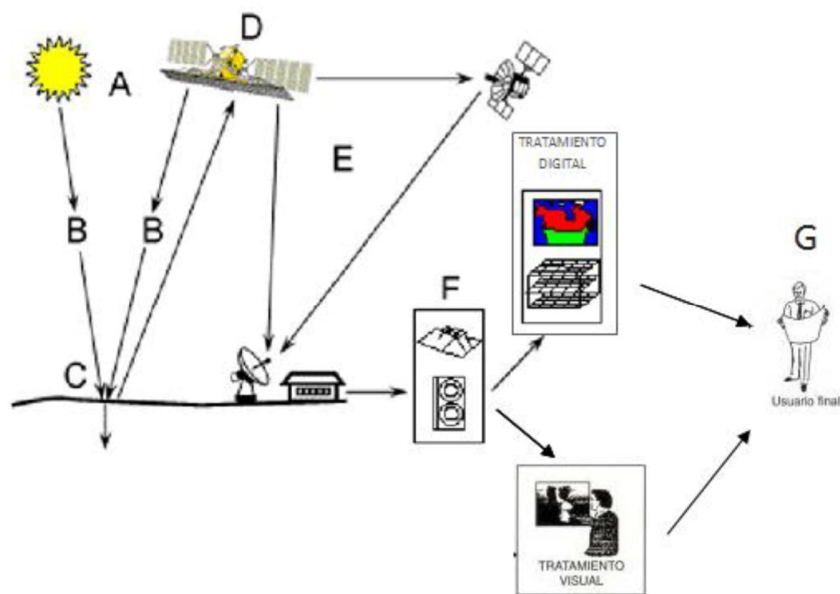 D
A
TRATAMIENTO
DIGITAL
E
B
B
G
F
C
Usuario final
TRATAMIENTO
VISUAL